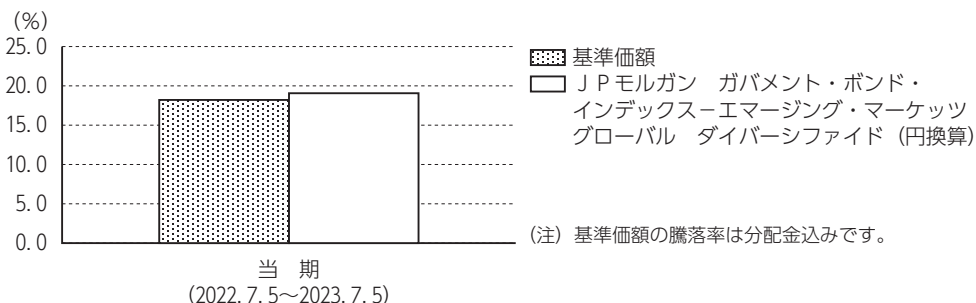 (%)
25.0
20.0
15.0
10.0
5.0
0.0
基準価額
ＪＰモルガン　ガバメント・ボンド・
インデックス－エマージング・マーケッツ
グローバル　ダイバーシファイド（円換算）
(注) 基準価額の騰落率は分配金込みです。
当　期
(2022.7.5～2023.7.5)